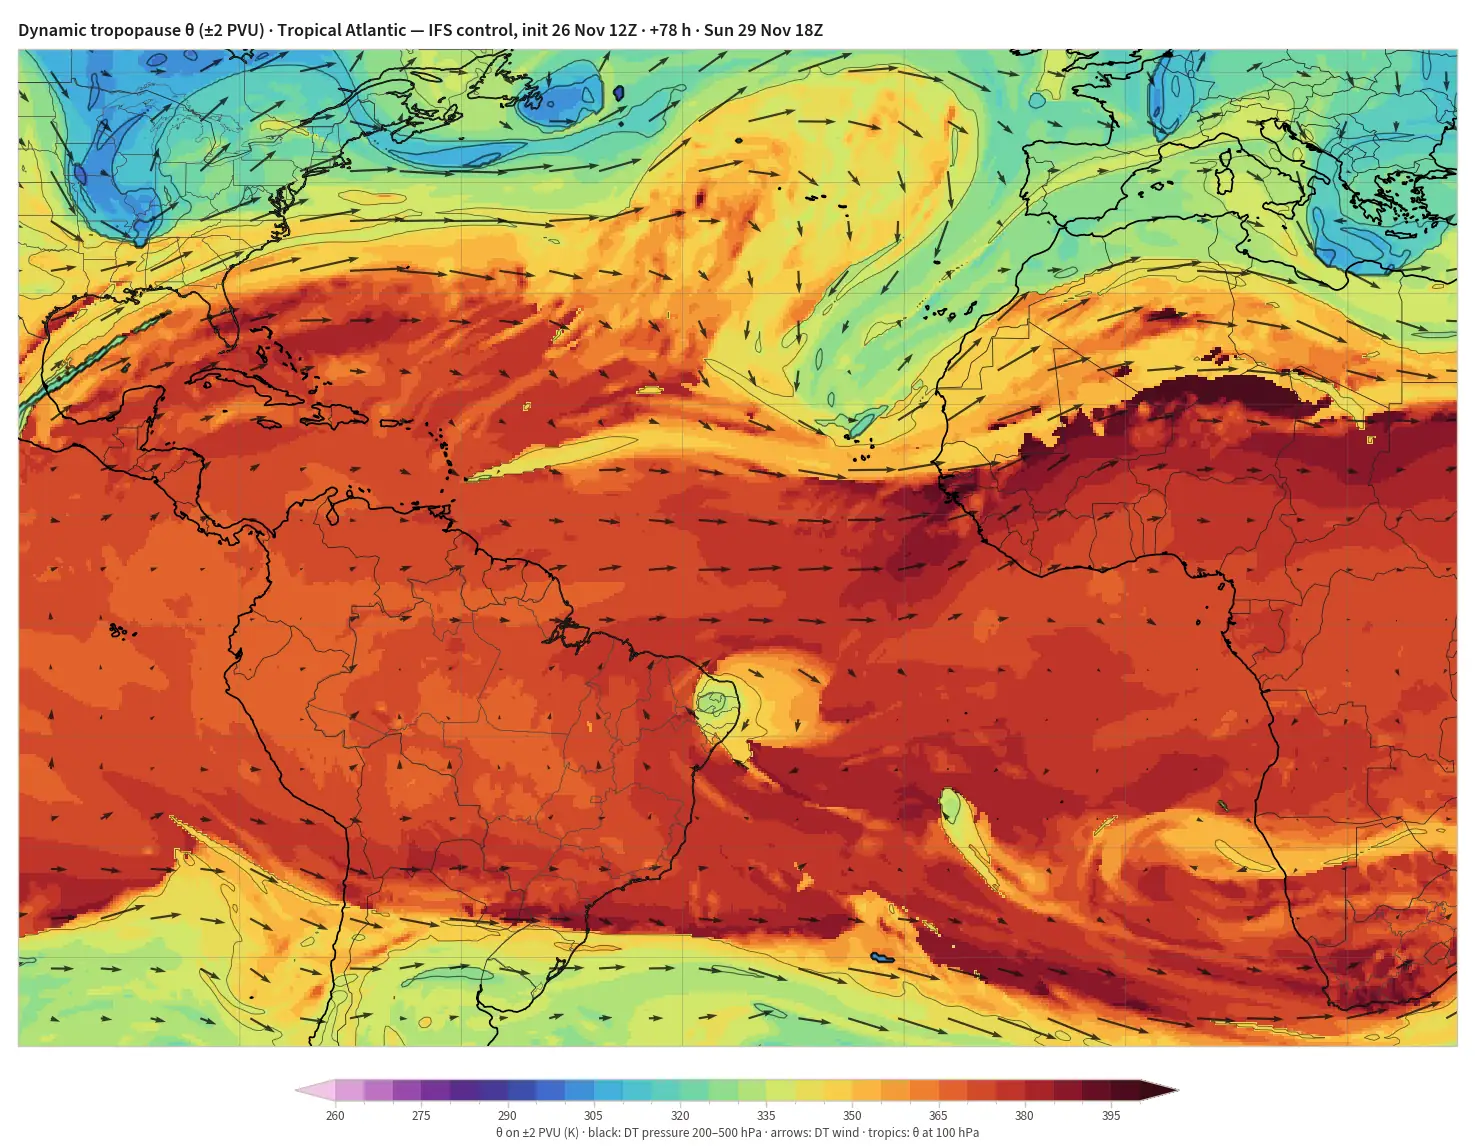 Dynamic tropopause θ (±2 PVU) · Tropical Atlantic — IFS control, init 26 Nov 12Z · +78 h · Sun 29 Nov 18Z
260 275 290 305 320 335 350 365 380 395
θ on ±2 PVU (K) · black: DT pressure 200–500 hPa · arrows: DT wind · tropics: θ at 100 hPa